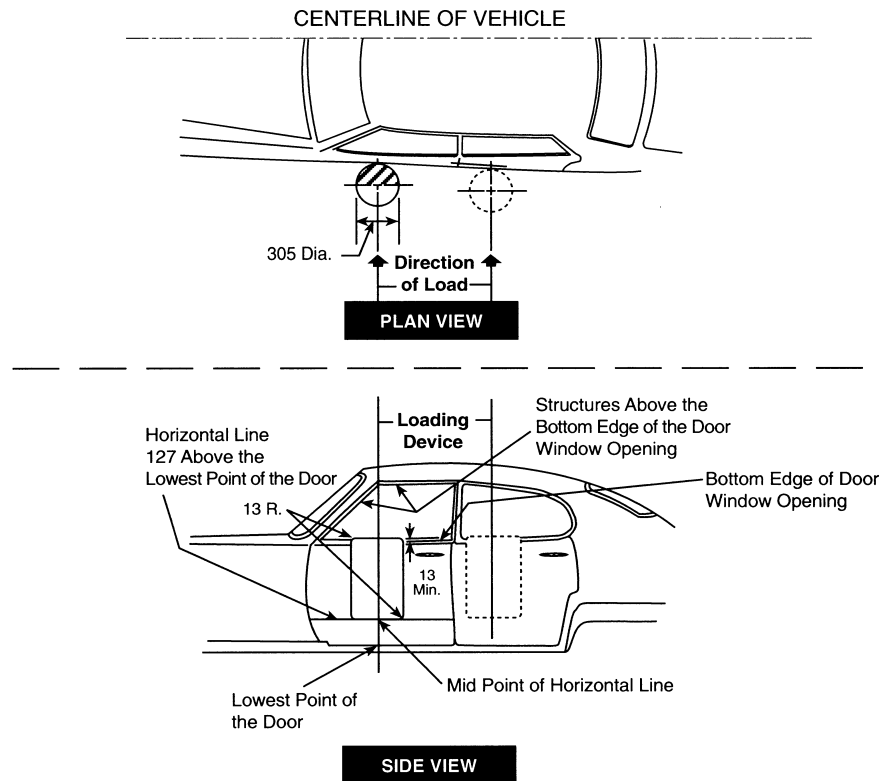 CENTERLINE OF VEHICLE
305 Dia.
Direction
of Load
PLAN VIEW
Structures Above the
Bottom Edge of the Door
Window Opening
Loading
Device
Horizontal Line
127 Above the
Lowest Point of the Door
Bottom Edge of Door
Window Opening
13 R.
13
Min.
Mid Point of Horizontal Line
Lowest Point of
the Door
SIDE VIEW